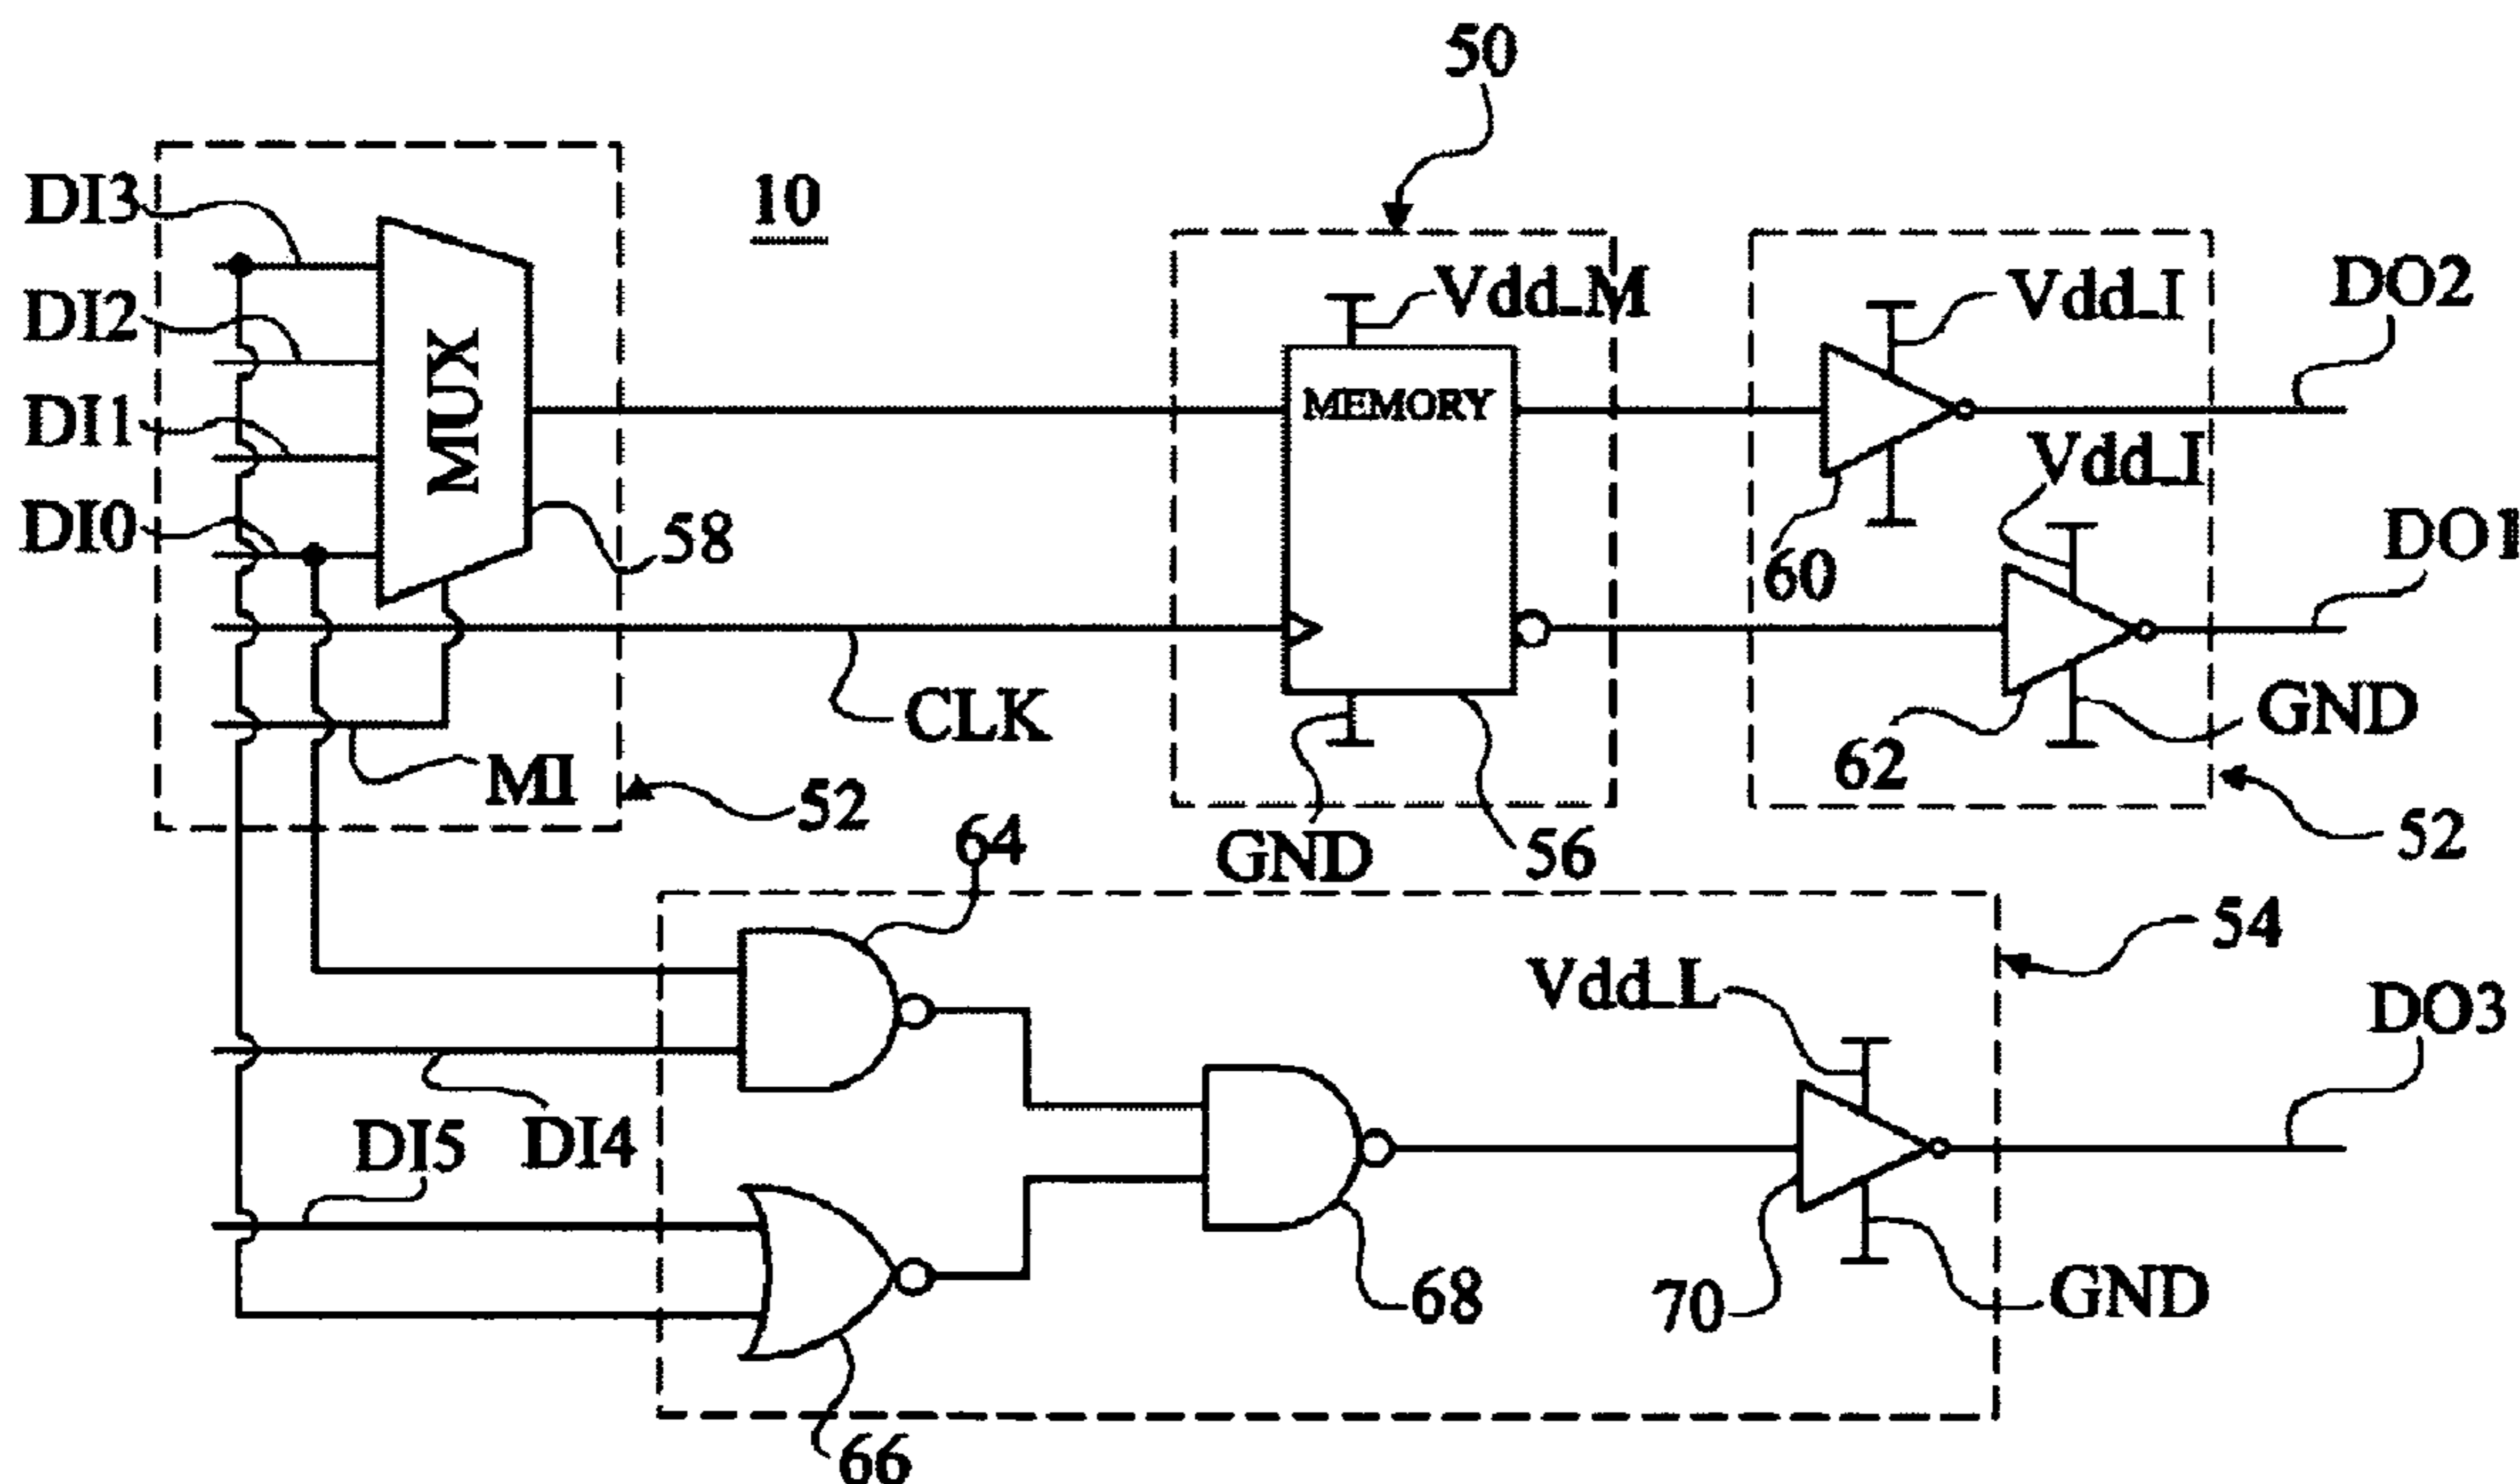 50
DI3
10
DI2
Vdd_M
Vdd_I
DO2
DI1
MUX
MEMORY
Vdd_I
DI0
58
60
DO1
CLK
GND
MI
52
62
64
GND
56
52
54
Vdd_L
DO3
DI5
DI4
68
70
GND
66